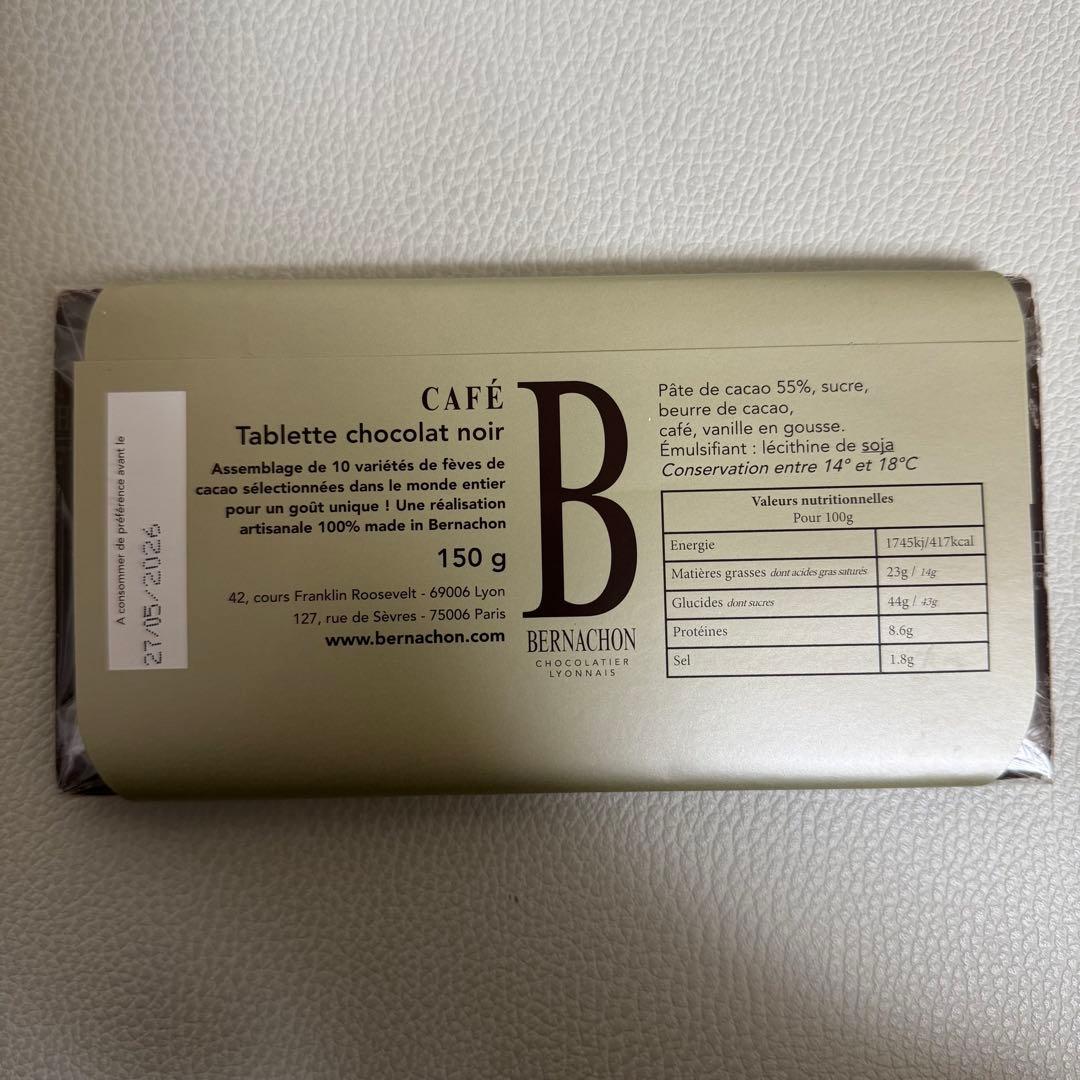 A consommer de préférence avant le
27/05/2026
CAFÉ
Tablette chocolat noir
Assemblage de 10 variétés de fèves de
cacao sélectionnées dans le monde entier
pour un goût unique ! Une réalisation
artisanale 100% made in Bernachon
150 g
42, cours Franklin Roosevelt - 69006 Lyon
127, rue de Sèvres - 75006 Paris
www.bernachon.com
B
BERNACHON
CHOCOLATIER
LYONNAIS
Pâte de cacao 55%, sucre,
beurre de cacao,
café, vanille en gousse.
Émulsifiant : lécithine de soja
Conservation entre 14° et 18°C
Valeurs nutritionnelles
Pour 100g
Energie 1745kj/417kcal
Matières grasses dont acides gras saturés 23g / 14g
Glucides dont sucres 44g / 43g
Protéines 8.6g
Sel 1.8g